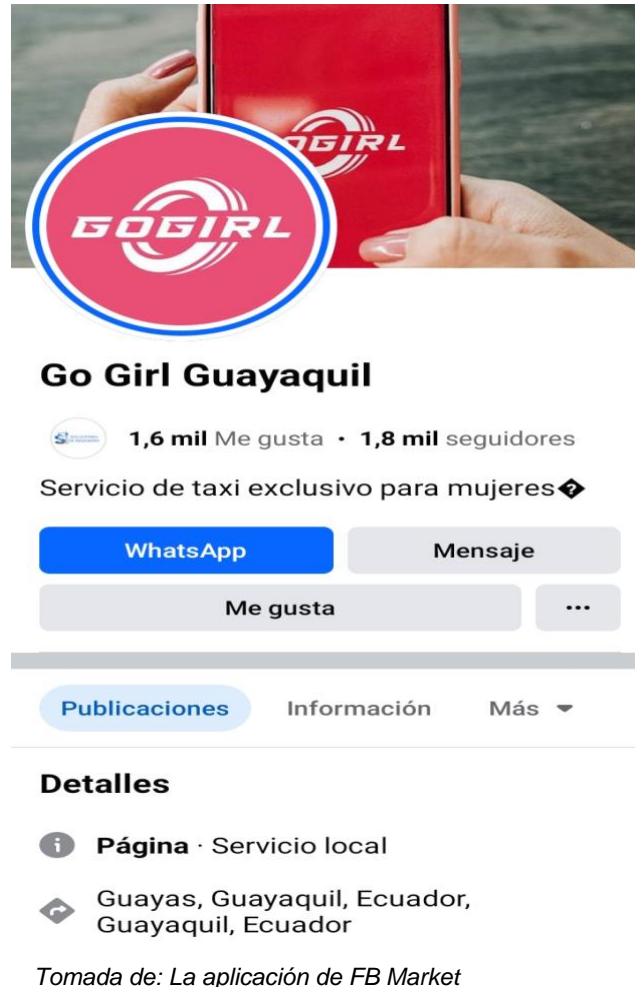 GOGIRL
GOGIRL
Go Girl Guayaquil
1,6 mil Me gusta · 1,8 mil seguidores
Servicio de taxi exclusivo para mujeres�
WhatsApp Mensaje
Me gusta ...
Publicaciones Información Más
Detalles
Página · Servicio local
Guayas, Guayaquil, Ecuador,
Guayaquil, Ecuador
Tomada de: La aplicación de FB Market